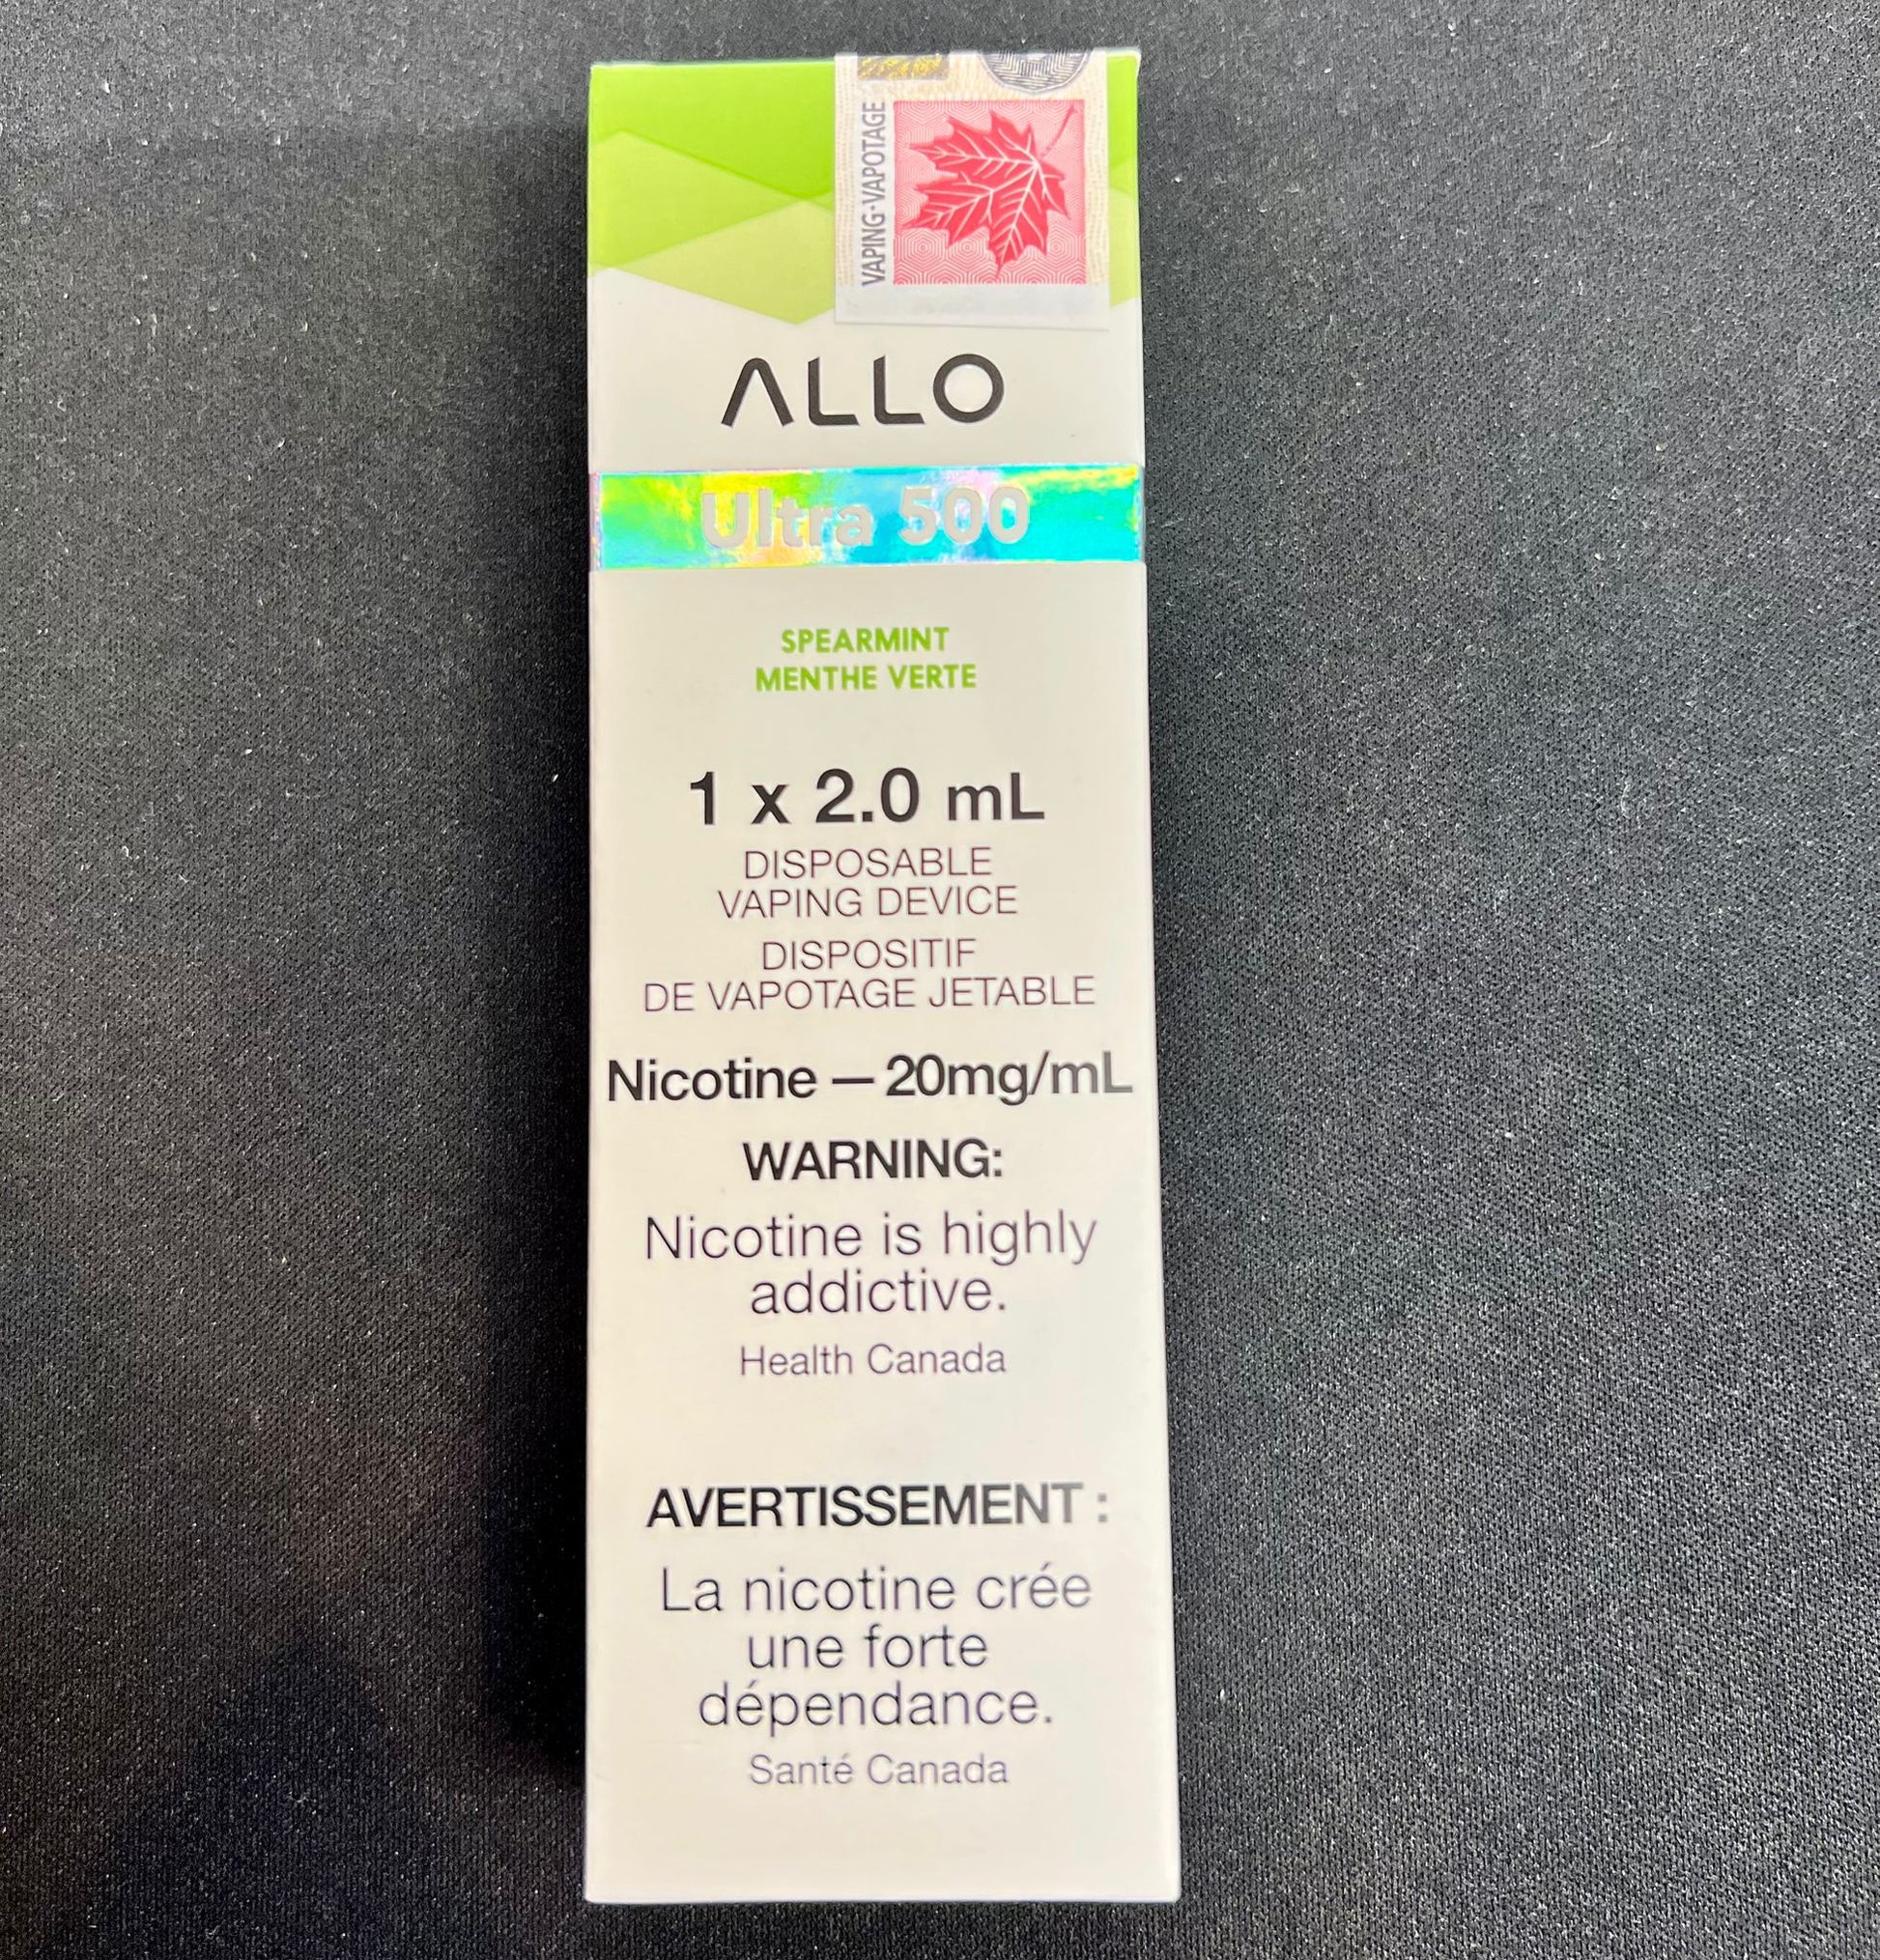 VAPING·VAPOTAGE
ALLO
Ultra 500
SPEARMINT
MENTHE VERTE
1 x 2.0 mL
DISPOSABLE
VAPING DEVICE
DISPOSITIF
DE VAPOTAGE JETABLE
Nicotine — 20mg/mL
WARNING:
Nicotine is highly
addictive.
Health Canada
AVERTISSEMENT :
La nicotine crée
une forte
dépendance.
Santé Canada